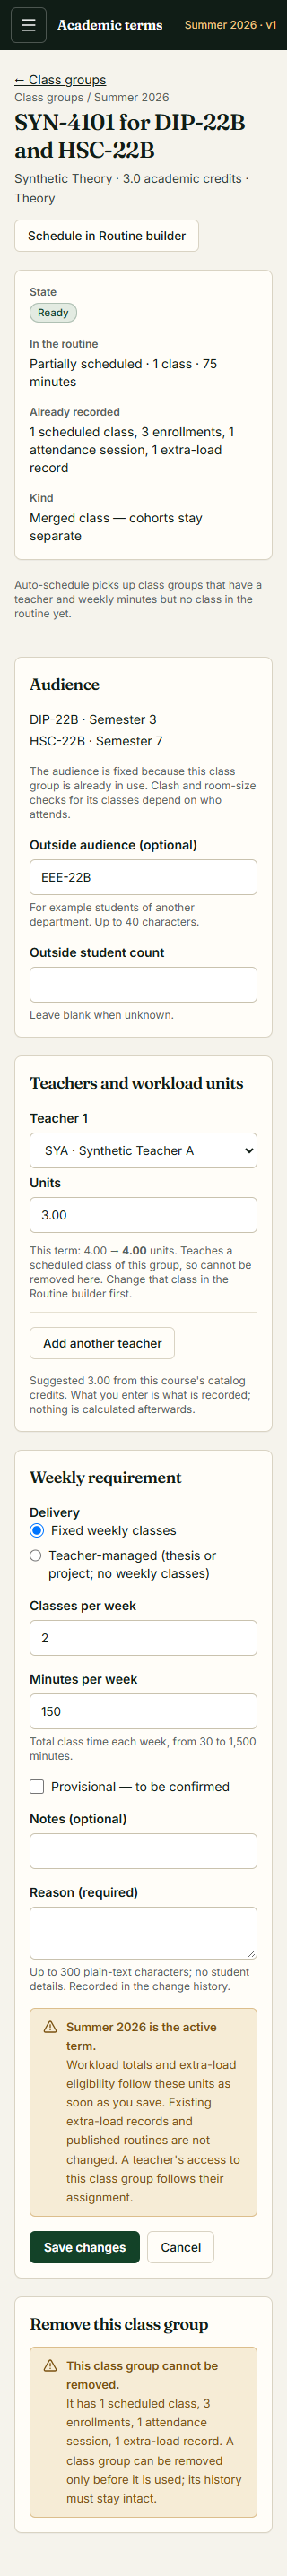 Academic terms
Summer 2026 · v1
← Class groups
Class groups / Summer 2026
SYN-4101 for DIP-22B
and HSC-22B
Synthetic Theory · 3.0 academic credits ·
Theory
Schedule in Routine builder
State
Ready
In the routine
Partially scheduled · 1 class · 75
minutes
Already recorded
1 scheduled class, 3 enrollments, 1
attendance session, 1 extra-load
record
Kind
Merged class — cohorts stay
separate
Auto-schedule picks up class groups that have a
teacher and weekly minutes but no class in the
routine yet.
Audience
DIP-22B · Semester 3
HSC-22B · Semester 7
The audience is fixed because this class
group is already in use. Clash and room-size
checks for its classes depend on who
attends.
Outside audience (optional)
EEE-22B
For example students of another
department. Up to 40 characters.
Outside student count
Leave blank when unknown.
Teachers and workload units
Teacher 1
SYA · Synthetic Teacher A
Units
3.00
This term: 4.00 → 4.00 units. Teaches a
scheduled class of this group, so cannot be
removed here. Change that class in the
Routine builder first.
Add another teacher
Suggested 3.00 from this course's catalog
credits. What you enter is what is recorded;
nothing is calculated afterwards.
Weekly requirement
Delivery
Fixed weekly classes
Teacher-managed (thesis or
project; no weekly classes)
Classes per week
2
Minutes per week
150
Total class time each week, from 30 to 1,500
minutes.
Provisional — to be confirmed
Notes (optional)
Reason (required)
Up to 300 plain-text characters; no student
details. Recorded in the change history.
Summer 2026 is the active
term.
Workload totals and extra-load
eligibility follow these units as
soon as you save. Existing
extra-load records and
published routines are not
changed. A teacher's access to
this class group follows their
assignment.
Save changes
Cancel
Remove this class group
This class group cannot be
removed.
It has 1 scheduled class, 3
enrollments, 1 attendance
session, 1 extra-load record. A
class group can be removed
only before it is used; its history
must stay intact.